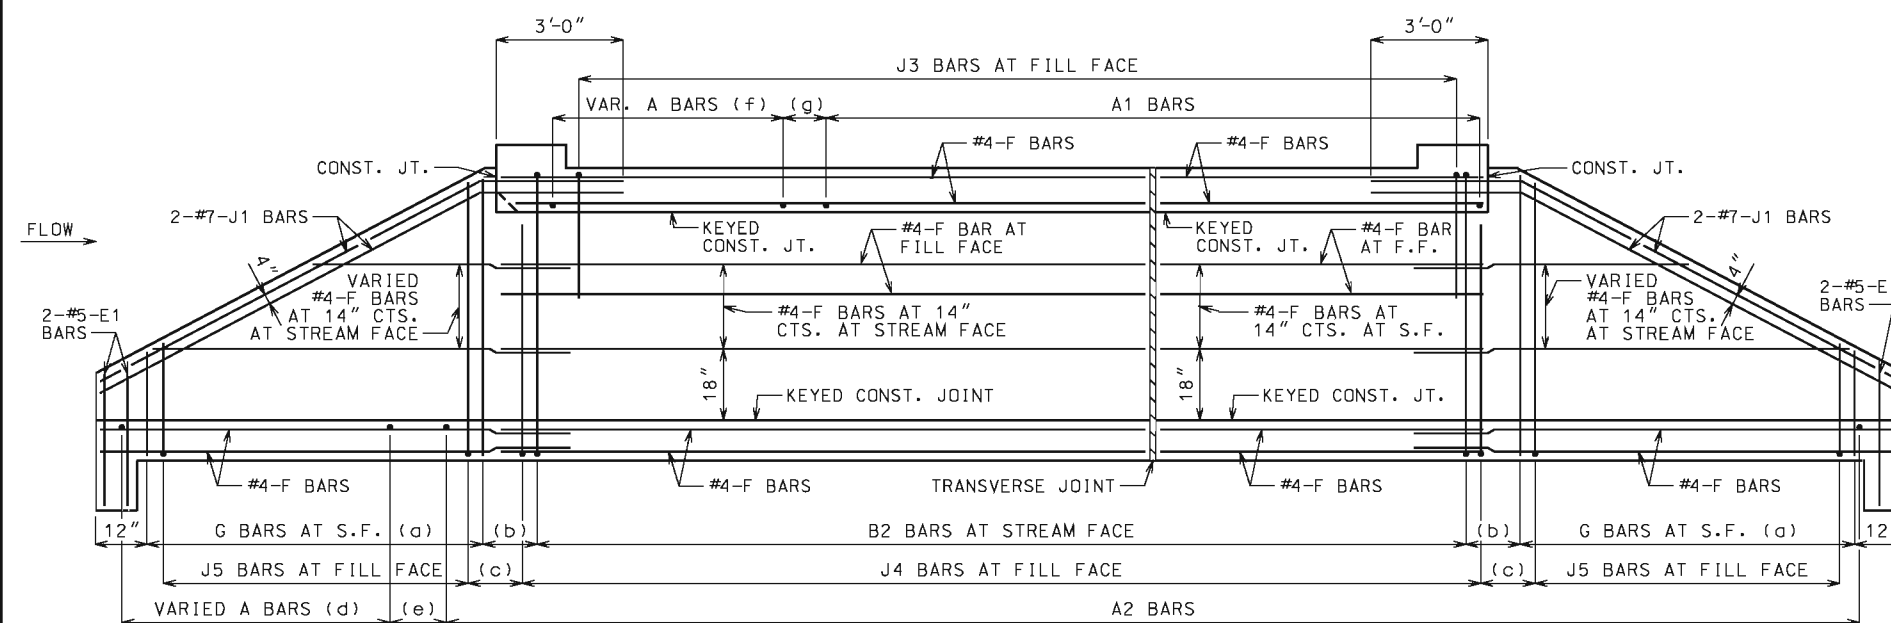 3'-0" 3'-0"
J3 BARS AT FILL FACE
VAR. A BARS (f) (g) A1 BARS
#4-F BARS #4-F BARS
CONST. JT. CONST. JT.
2-#7-J1 BARS 2-#7-J1 BARS
FLOW
KEYED
CONST. JT.
#4-F BAR AT
FILL FACE
KEYED
CONST. JT.
#4-F BAR
AT F.F.
4" 4"
VARIED
#4-F BARS
AT 14" CTS.
AT STREAM FACE
#4-F BARS AT 14"
CTS. AT STREAM FACE
#4-F BARS AT
14" CTS. AT S.F.
VARIED
#4-F BARS
AT 14" CTS.
AT STREAM FACE
2-#5-E1
BARS
2-#5-E
BARS
18" 18"
KEYED CONST. JOINT KEYED CONST. JT.
#4-F BARS #4-F BARS TRANSVERSE JOINT #4-F BARS #4-F BARS
12" G BARS AT S.F. (a) (b) B2 BARS AT STREAM FACE (b) G BARS AT S.F. (a) 12
J5 BARS AT FILL FACE (c) J4 BARS AT FILL FACE (c) J5 BARS AT FILL FACE
VARIED A BARS (d) (e) A2 BARS